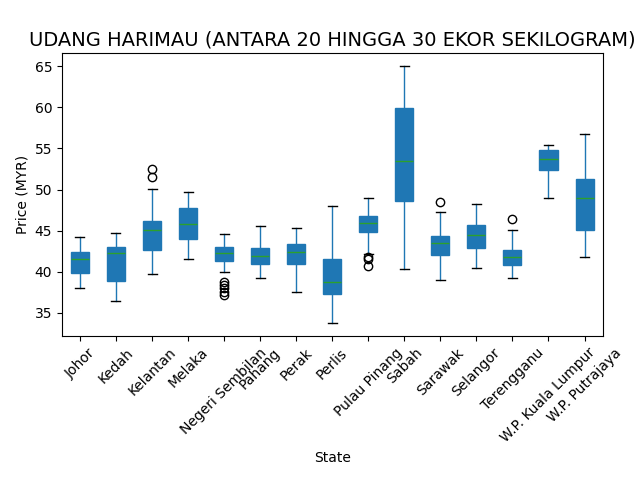 UDANG HARIMAU (ANTARA 20 HINGGA 30 EKOR SEKILOGRAM)
65
60
55
50
45
40
35
Price (MYR)
Johor
Kedah
Kelantan
Melaka
Negeri Sembilan
Pahang
Perak
Perlis
Pulau Pinang
Sabah
Sarawak
Selangor
Terengganu
W.P. Kuala Lumpur
W.P. Putrajaya
State